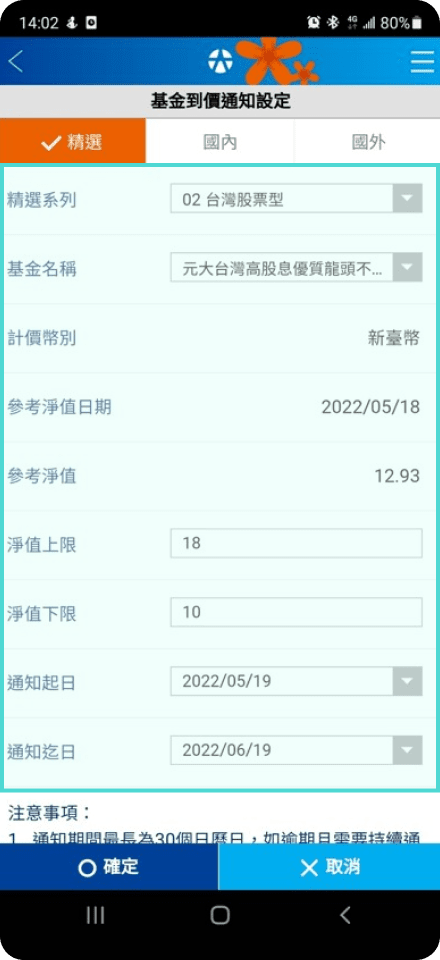 14:02
4G
80%
基金到價通知設定
精選
國內
國外
精選系列
02 台灣股票型
基金名稱
元大台灣高股息優質龍頭不...
計價幣別
新臺幣
參考淨值日期
2022/05/18
參考淨值
12.93
淨值上限
18
淨值下限
10
通知起日
2022/05/19
通知迄日
2022/06/19
注意事項：
1. 通知期間最長為30個日曆日，如逾期且需要持續通
確定
取消